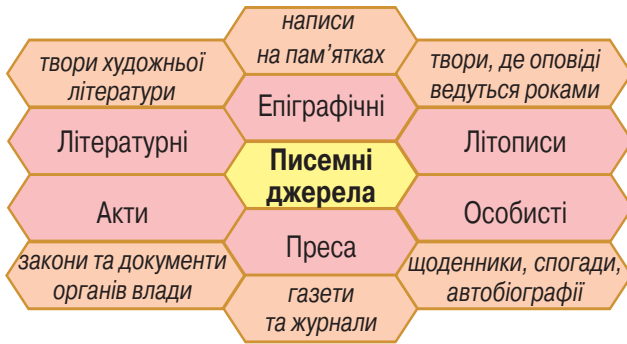 написи
на пам’ятках
твори художньої
літератури
твори, де оповіді
ведуться роками
Епіграфічні
Літературні
Літописи
Писемні
джерела
Акти
Особисті
Преса
закони та документи
органів влади
щоденники, спогади,
автобіографії
газети
та журнали